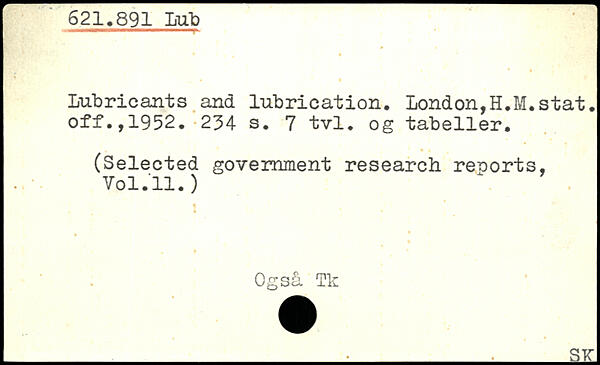 621.891 Lub
Lubricants and lubrication. London,H.M.stat.
off.,1952. 234 s. 7 tvl. og tabeller.
(Selected government research reports,
Vol.11.)
Også Tk
SK